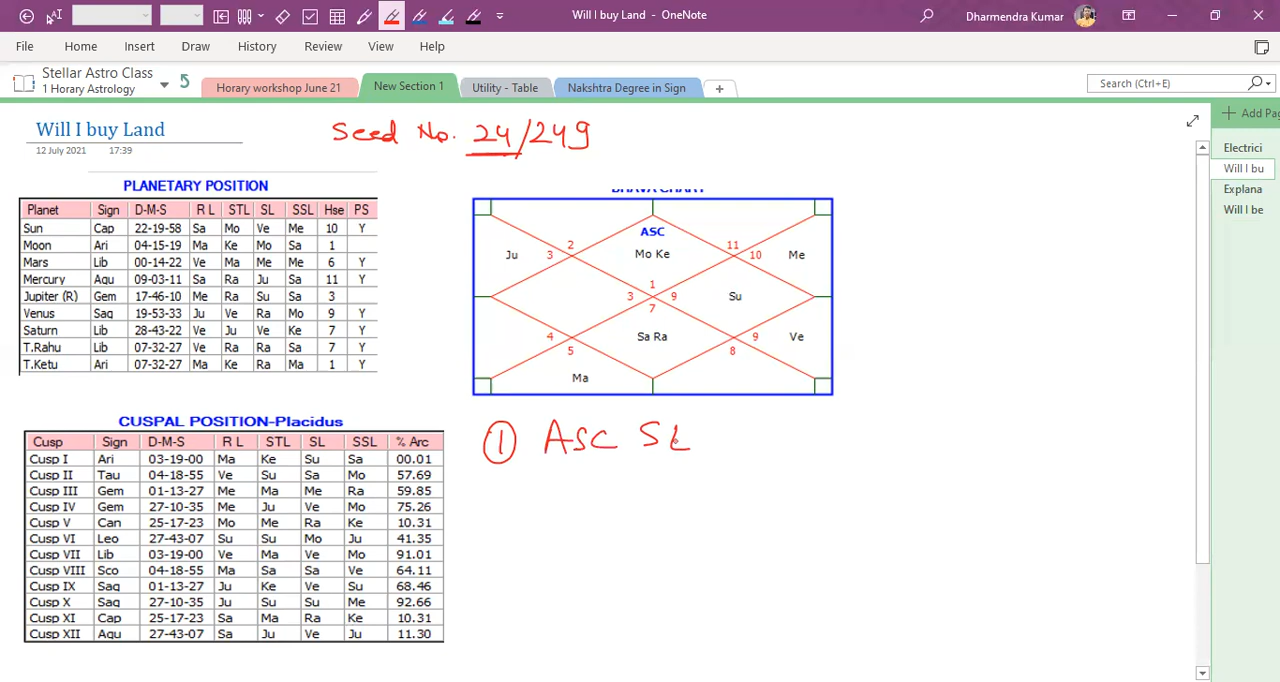 Will I buy Land - OneNote
Dharmendra Kumar
File Home Insert Draw History Review View Help
Stellar Astro Class
1 Horary Astrology
Horary workshop June 21
New Section 1
Utility - Table
Nakshtra Degree in Sign
Search (Ctrl+E)
Add Pag
Electrici
Will I bu
Explana
Will I be
Will I buy Land
12 July 2021 17:39
Seed No. 24/249
PLANETARY POSITION
Planet Sign D-M-S R L STL SL SSL Hse PS
Sun Cap 22-19-58 Sa Mo Ve Me 10 Y
Moon Ari 04-15-19 Ma Ke Mo Sa 1
Mars Lib 00-14-22 Ve Ma Me Me 6 Y
Mercury Aqu 09-03-11 Sa Ra Ju Sa 11 Y
Jupiter (R) Gem 17-46-10 Me Ra Su Sa 3
Venus Sag 19-53-33 Ju Ve Ra Mo 9 Y
Saturn Lib 28-43-22 Ve Ju Ve Ke 7 Y
T.Rahu Lib 07-32-27 Ve Ra Ra Sa 7 Y
T.Ketu Ari 07-32-27 Ma Ke Ra Ma 1 Y
BHAVA CHART
ASC
2 11
Ju 3 Mo Ke 10 Me
1
3 9 Su
7
4 Sa Ra 9 Ve
5 8
Ma
CUSPAL POSITION-Placidus
Cusp Sign D-M-S R L STL SL SSL % Arc
Cusp I Ari 03-19-00 Ma Ke Su Sa 00.01
Cusp II Tau 04-18-55 Ve Su Sa Mo 57.69
Cusp III Gem 01-13-27 Me Ma Me Ra 59.85
Cusp IV Gem 27-10-35 Me Ju Ve Mo 75.26
Cusp V Can 25-17-23 Mo Me Ra Ke 10.31
Cusp VI Leo 27-43-07 Su Su Mo Ju 41.35
Cusp VII Lib 03-19-00 Ve Ma Ve Mo 91.01
Cusp VIII Sco 04-18-55 Ma Sa Sa Ve 64.11
Cusp IX Sag 01-13-27 Ju Ke Ve Su 68.46
Cusp X Sag 27-10-35 Ju Su Su Me 92.66
Cusp XI Cap 25-17-23 Sa Ma Ra Ke 10.31
Cusp XII Aqu 27-43-07 Sa Ju Ve Ju 11.30
① ASC SL